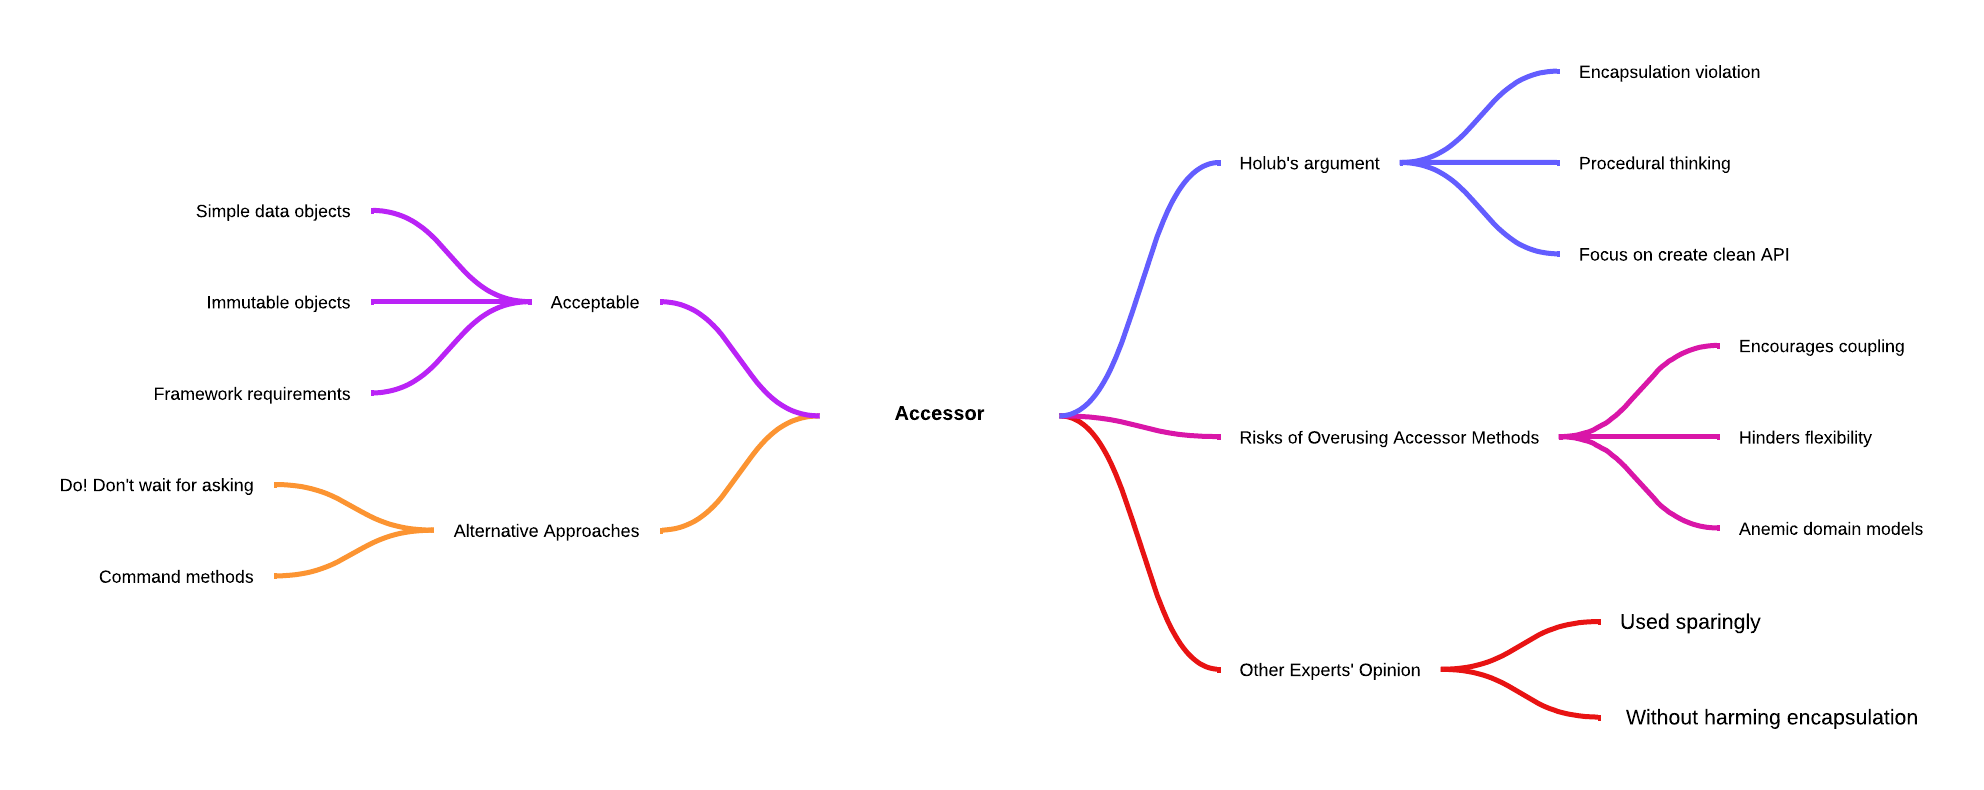 Accessor
Holub's argument
Encapsulation violation
Procedural thinking
Focus on create clean API
Risks of Overusing Accessor Methods
Encourages coupling
Hinders flexibility
Anemic domain models
Other Experts' Opinion
Used sparingly
Without harming encapsulation
Acceptable
Simple data objects
Immutable objects
Framework requirements
Alternative Approaches
Do! Don't wait for asking
Command methods